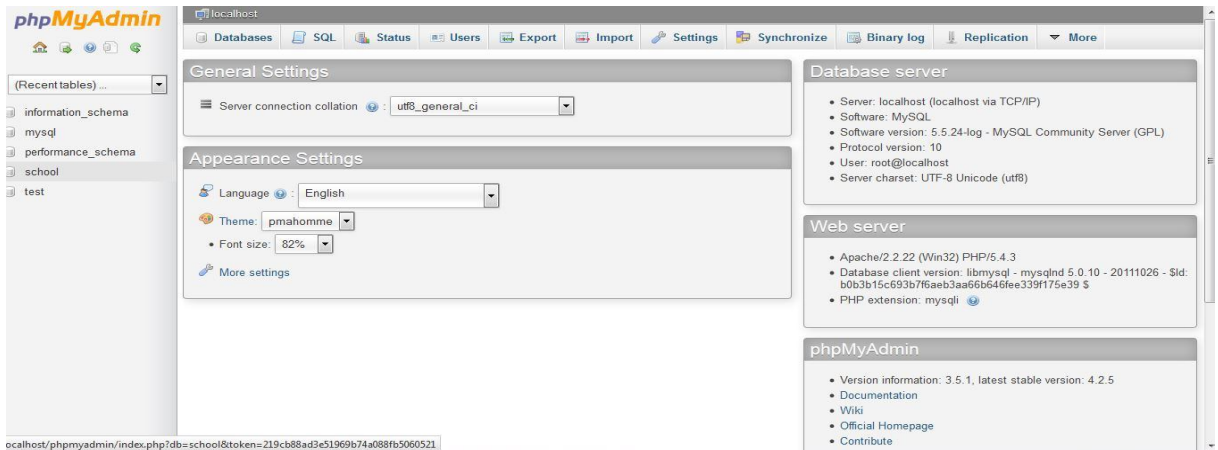 phpMyAdmin
(Recent tables) ...
information_schema
mysql
performance_schema
school
test
localhost
Databases SQL Status Users Export Import Settings Synchronize Binary log Replication More
General Settings
Server connection collation : utf8_general_ci
Appearance Settings
Language : English
Theme: pmahomme
• Font size: 82%
More settings
Database server
• Server: localhost (localhost via TCP/IP)
• Software: MySQL
• Software version: 5.5.24-log - MySQL Community Server (GPL)
• Protocol version: 10
• User: root@localhost
• Server charset: UTF-8 Unicode (utf8)
Web server
• Apache/2.2.22 (Win32) PHP/5.4.3
• Database client version: libmysql - mysqlnd 5.0.10 - 20111026 - $Id:
b0b3b15c693b7f6aeb3aa66b646fee339f175e39 $
• PHP extension: mysqli
phpMyAdmin
• Version information: 3.5.1, latest stable version: 4.2.5
• Documentation
• Wiki
• Official Homepage
• Contribute
ocalhost/phpmyadmin/index.php?db=school&token=219cb88ad3e51969b74a088fb5060521